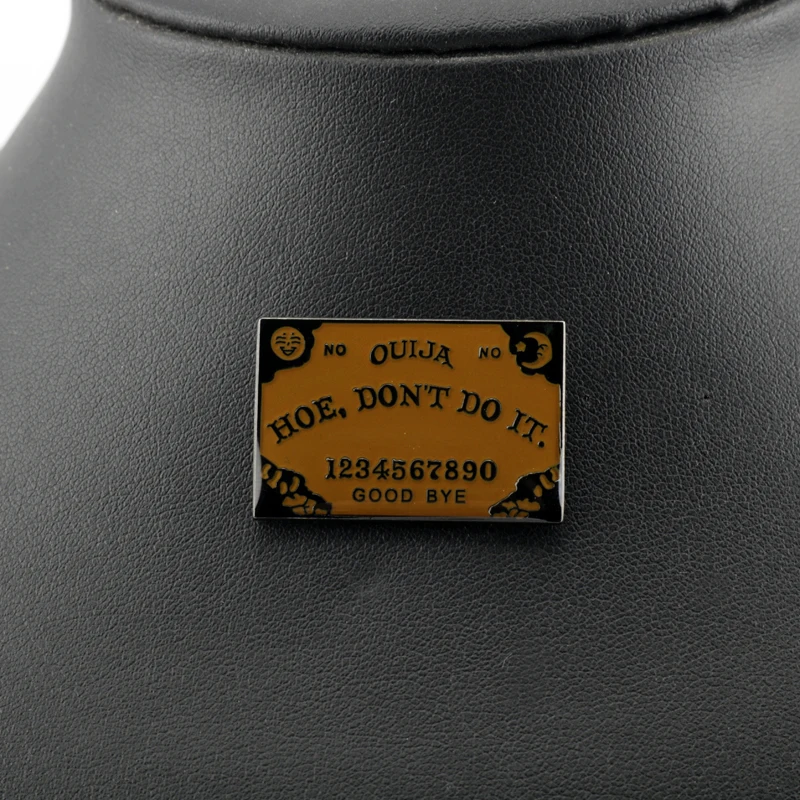 NO OUIJA NO
HOE, DON'T DO IT.
1234567890
GOOD BYE